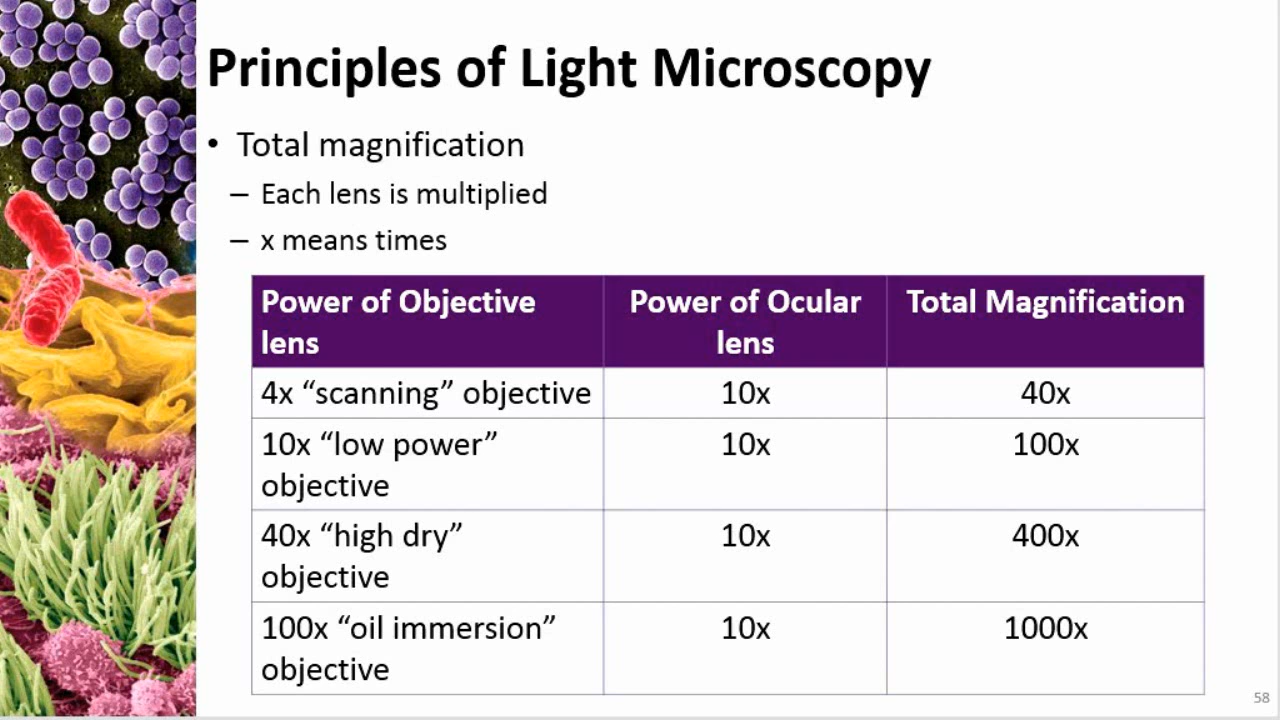 Principles of Light Microscopy
• Total magnification
– Each lens is multiplied
– x means times
Power of Objective lens
Power of Ocular lens
Total Magnification
4x “scanning” objective 10x 40x
10x “low power” objective 10x 100x
40x “high dry” objective 10x 400x
100x “oil immersion” objective 10x 1000x
58